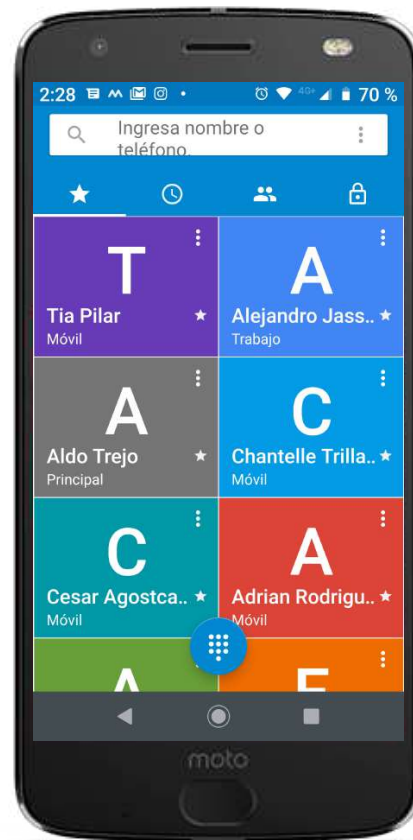 2:28 40+ 70 %
Ingresa nombre o
teléfono.
T A
Tia Pilar Alejandro Jass..
Móvil Trabajo
A C
Aldo Trejo Chantelle Trilla..
Principal Móvil
C A
Cesar Agostca.. Adrian Rodrigu..
Móvil Móvil
moto